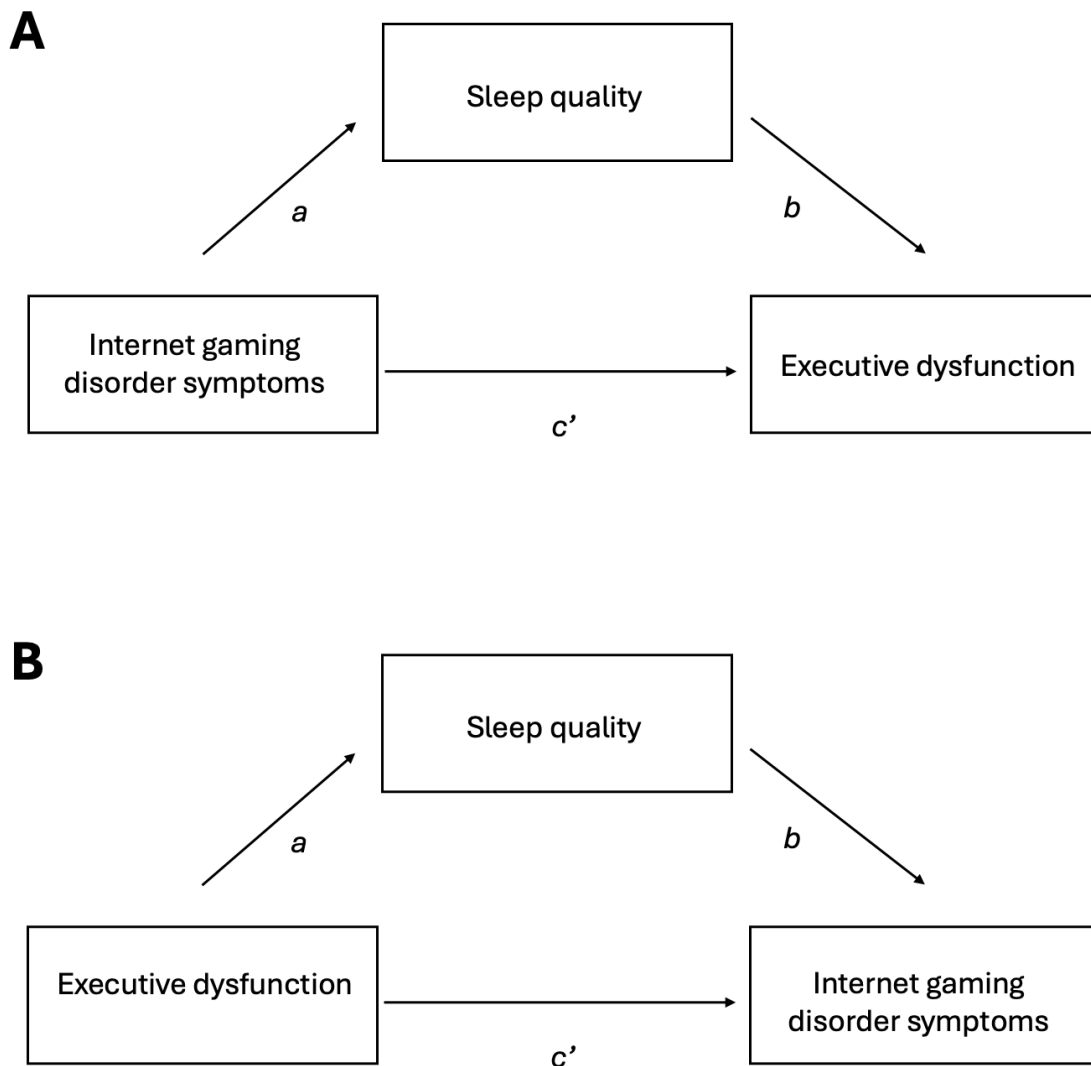 A
Sleep quality
a
b
Internet gaming
disorder symptoms
Executive dysfunction
c’
B
Sleep quality
a
b
Executive dysfunction
Internet gaming
disorder symptoms
c’